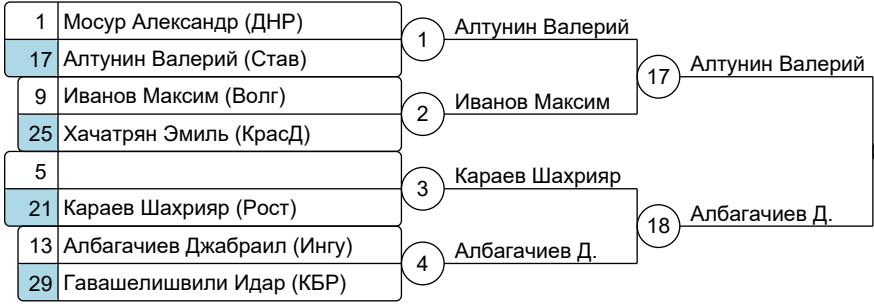 1 Мосур Александр (ДНР)
17 Алтунин Валерий (Став)
1 Алтунин Валерий
9 Иванов Максим (Волг)
25 Хачатрян Эмиль (КрасД)
2 Иванов Максим
17 Алтунин Валерий
5
21 Караев Шахрияр (Рост)
3 Караев Шахрияр
13 Албагачиев Джабраил (Ингу)
29 Гавашелишвили Идар (КБР)
4 Албагачиев Д.
18 Албагачиев Д.